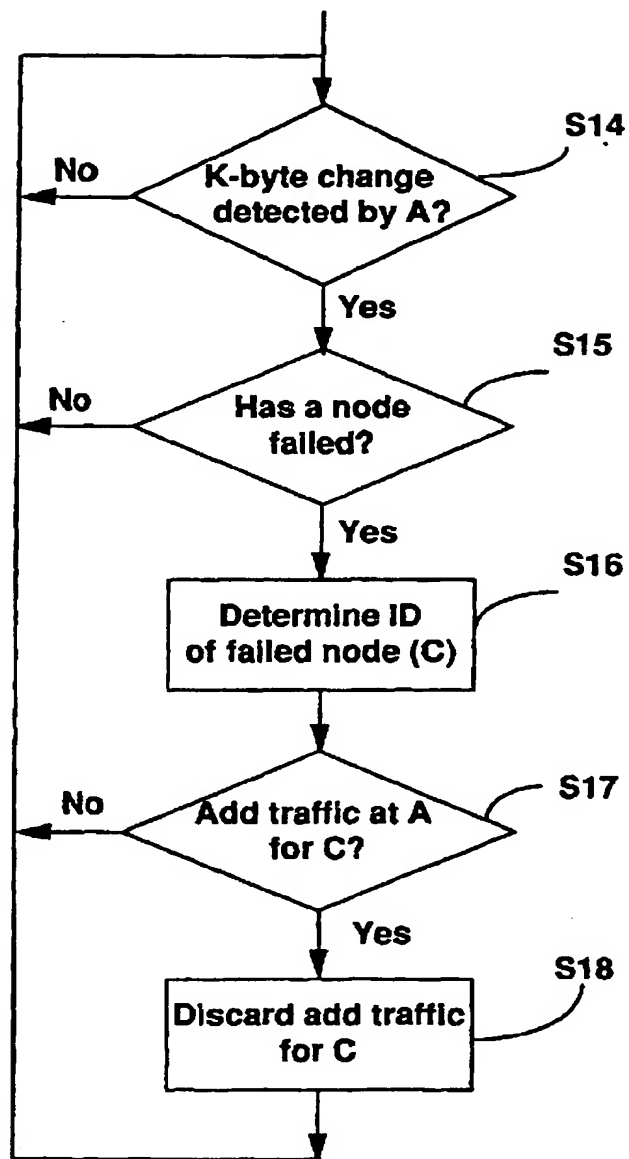 S14
No
K-byte change
detected by A?
Yes
S15
No
Has a node
failed?
Yes
S16
Determine ID
of failed node (C)
S17
No
Add traffic at A
for C?
Yes
S18
Discard add traffic
for C